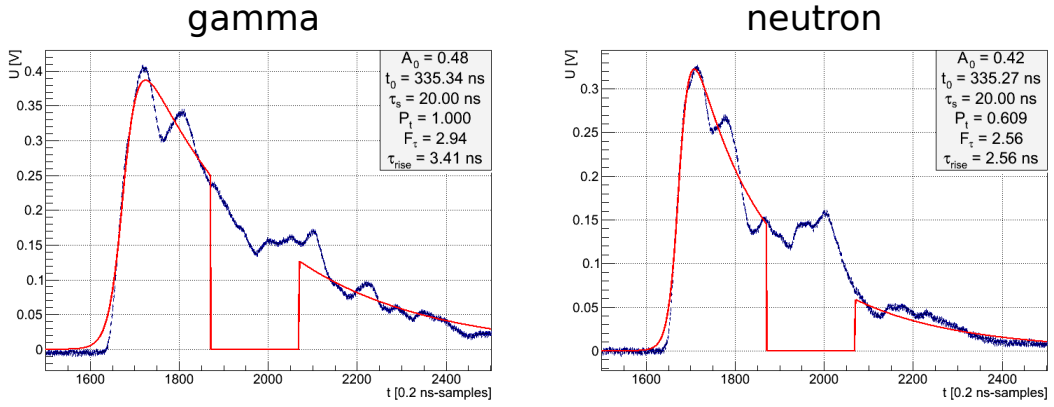 gamma
neutron
U [V]
A0 = 0.48
t0 = 335.34 ns
τs = 20.00 ns
Pt = 1.000
Fτ = 2.94
τrise = 3.41 ns
0.4
0.35
0.3
0.25
0.2
0.15
0.1
0.05
0
1600 1800 2000 2200 2400
t [0.2 ns-samples]
U [V]
A0 = 0.42
t0 = 335.27 ns
τs = 20.00 ns
Pt = 0.609
Fτ = 2.56
τrise = 2.56 ns
0.3
0.25
0.2
0.15
0.1
0.05
0
1600 1800 2000 2200 2400
t [0.2 ns-samples]